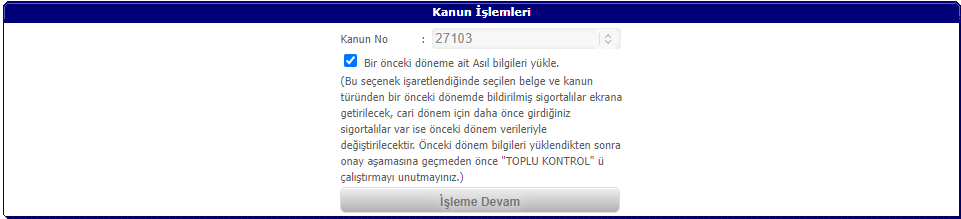 Kanun İşlemleri
Kanun No : 27103
Bir önceki döneme ait Asıl bilgileri yükle.
(Bu seçenek işaretlendiğinde seçilen belge ve kanun
türünden bir önceki dönemde bildirilmiş sigortalılar ekrana
getirilecek, cari dönem için daha önce girdiğiniz
sigortalılar var ise önceki dönem verileriyle
değiştirilecektir. Önceki dönem bilgileri yüklendikten sonra
onay aşamasına geçmeden önce "TOPLU KONTROL" ü
çalıştırmayı unutmayınız.)
İşleme Devam